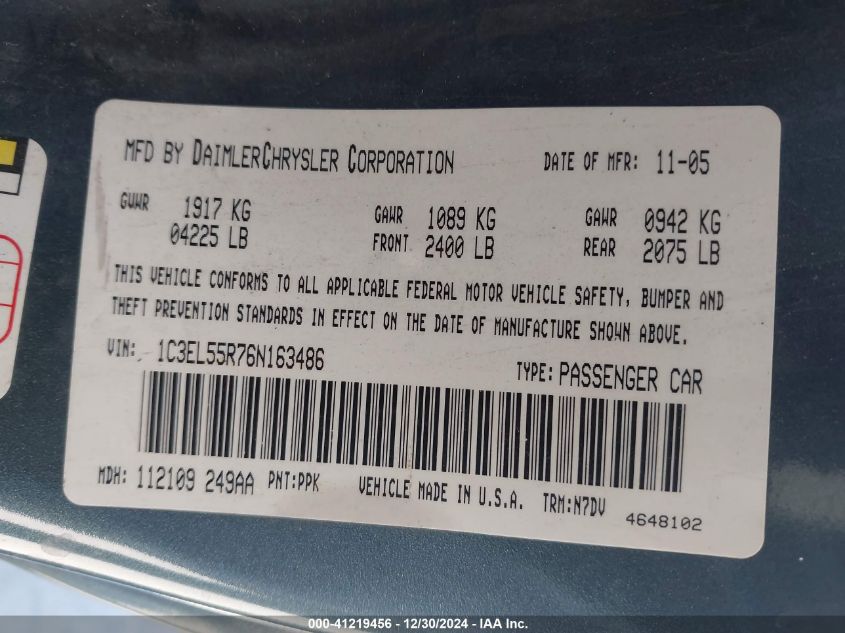 MFD BY DAIMLERCHRYSLER CORPORATION DATE OF MFR: 11-05
GVWR 1917 KG GAWR 1089 KG GAWR 0942 KG
04225 LB FRONT 2400 LB REAR 2075 LB
THIS VEHICLE CONFORMS TO ALL APPLICABLE FEDERAL MOTOR VEHICLE SAFETY, BUMPER AND
THEFT PREVENTION STANDARDS IN EFFECT ON THE DATE OF MANUFACTURE SHOWN ABOVE.
VIN: 1C3EL55R76N163486 TYPE: PASSENGER CAR
MDH: 112109 249AA PNT:PPK VEHICLE MADE IN U.S.A. TRM:N7DV 4648102
000-41219456 - 12/30/2024 - IAA Inc.